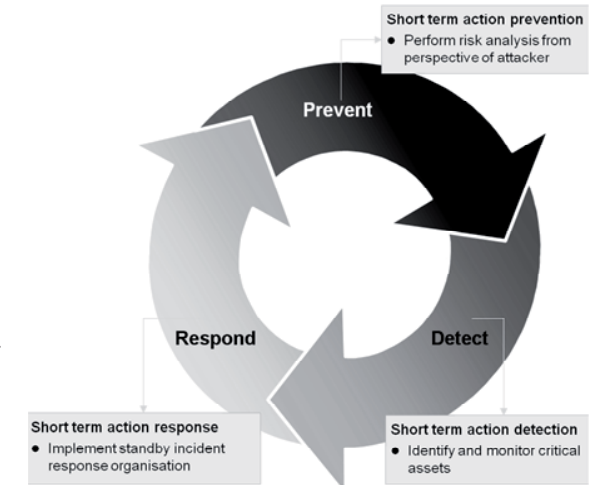 Short term action prevention
● Perform risk analysis from
perspective of attacker
Prevent
Respond
Detect
Short term action response
● Implement standby incident
response organisation
Short term action detection
● Identify and monitor critical
assets